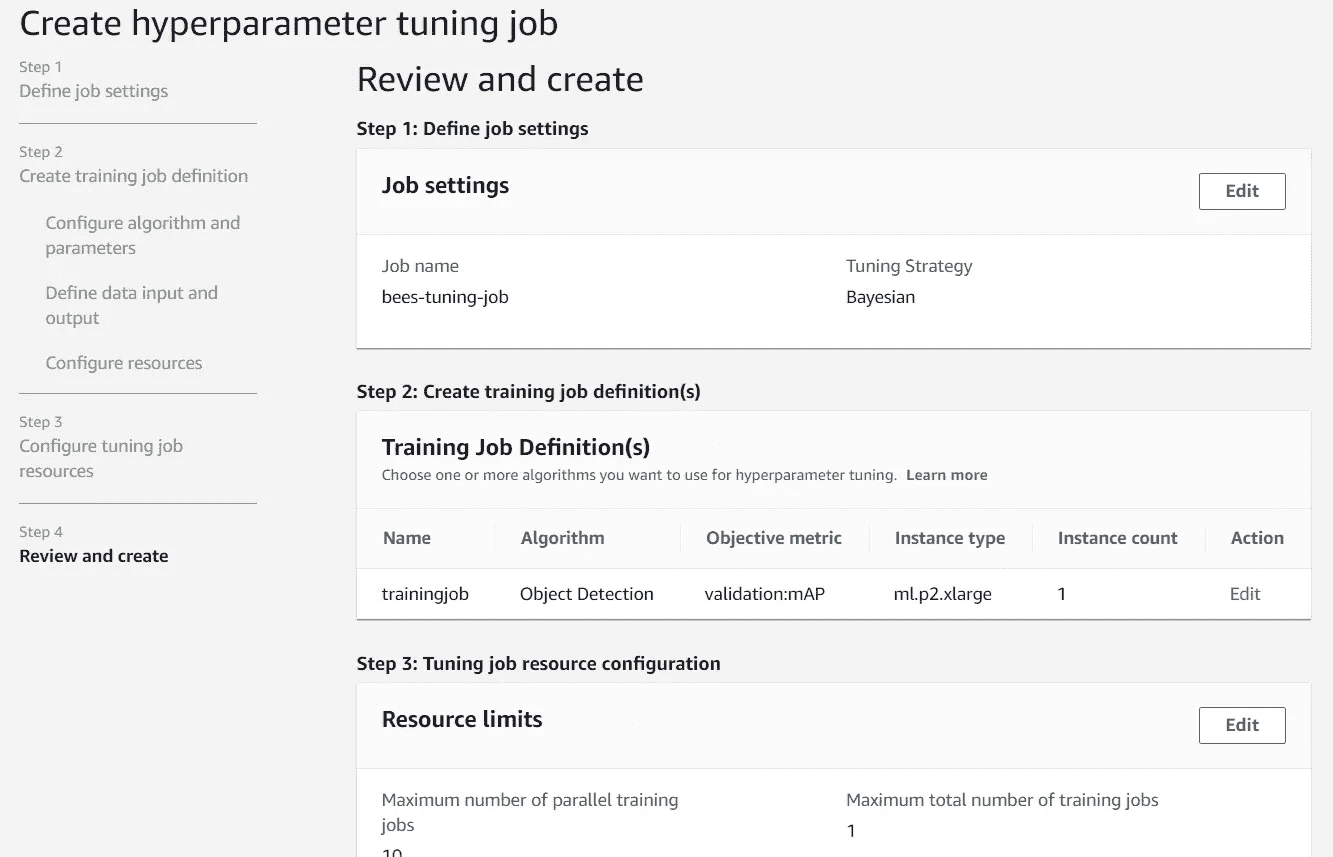 Create hyperparameter tuning job
Step 1
Define job settings
Step 2
Create training job definition
Configure algorithm and
parameters
Define data input and
output
Configure resources
Step 3
Configure tuning job
resources
Step 4
Review and create
Review and create
Step 1: Define job settings
Job settings
Edit
Job name
Tuning Strategy
bees-tuning-job
Bayesian
Step 2: Create training job definition(s)
Training Job Definition(s)
Choose one or more algorithms you want to use for hyperparameter tuning. Learn more
Name Algorithm Objective metric Instance type Instance count Action
trainingjob Object Detection validation:mAP ml.p2.xlarge 1 Edit
Step 3: Tuning job resource configuration
Resource limits
Edit
Maximum number of parallel training
jobs
10
Maximum total number of training jobs
1